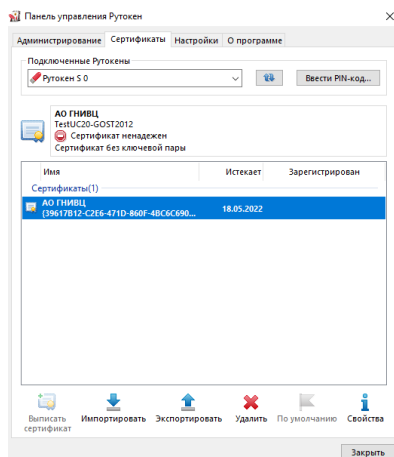 Панель управления Рутокен
Администрирование Сертификаты Настройки О программе
Подключенные Рутокены
Рутокен S 0
Ввести PIN-код...
АО ГНИВЦ
TestUC20-GOST2012
Сертификат ненадежен
Сертификат без ключевой пары
Имя Истекает Зарегистрирован
Сертификаты(1)
АО ГНИВЦ
{39617B12-C2E6-471D-860F-4BC6C690... 18.05.2022
Выписать сертификат
Импортировать
Экспортировать
Удалить
По умолчанию
Свойства
Закрыть